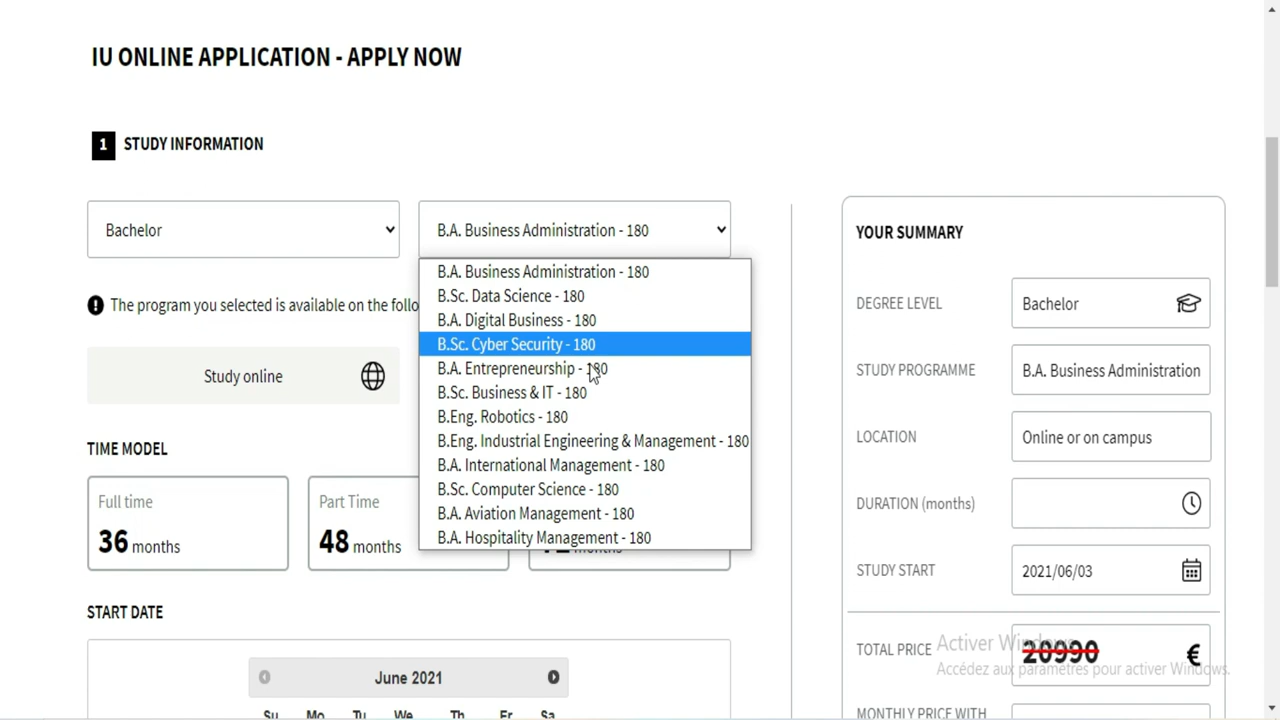 IU ONLINE APPLICATION - APPLY NOW
1 STUDY INFORMATION
Bachelor
B.A. Business Administration - 180
B.A. Business Administration - 180
B.Sc. Data Science - 180
B.A. Digital Business - 180
B.Sc. Cyber Security - 180
B.A. Entrepreneurship - 180
B.Sc. Business & IT - 180
B.Eng. Robotics - 180
B.Eng. Industrial Engineering & Management - 180
B.A. International Management - 180
B.Sc. Computer Science - 180
B.A. Aviation Management - 180
B.A. Hospitality Management - 180
The program you selected is available on the follo
Study online
TIME MODEL
Full time
36 months
Part Time
48 months
months
START DATE
June 2021
Su Mo Tu We Th Fr Sa
YOUR SUMMARY
DEGREE LEVEL
Bachelor
STUDY PROGRAMME
B.A. Business Administration
LOCATION
Online or on campus
DURATION (months)
STUDY START
2021/06/03
TOTAL PRICE
20990 €
MONTHLY PRICE WITH
Activer Windows
Accédez aux paramètres pour activer Windows.